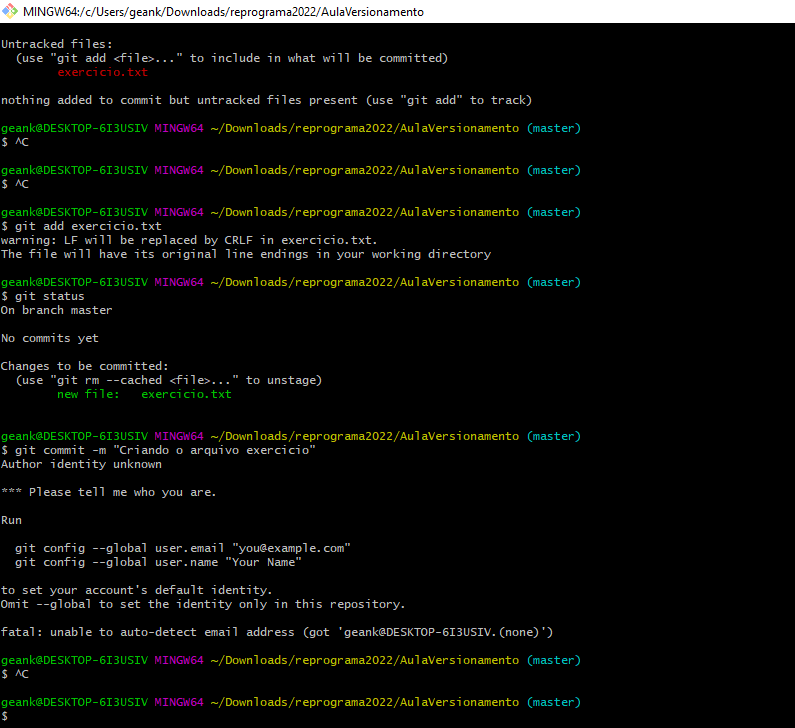 MINGW64:/c/Users/geank/Downloads/reprograma2022/AulaVersionamento
Untracked files:
  (use "git add <file>..." to include in what will be committed)
        exercicio.txt
nothing added to commit but untracked files present (use "git add" to track)
geank@DESKTOP-6I3USIV MINGW64 ~/Downloads/reprograma2022/AulaVersionamento (master)
$ ^C
geank@DESKTOP-6I3USIV MINGW64 ~/Downloads/reprograma2022/AulaVersionamento (master)
$ ^C
geank@DESKTOP-6I3USIV MINGW64 ~/Downloads/reprograma2022/AulaVersionamento (master)
$ git add exercicio.txt
warning: LF will be replaced by CRLF in exercicio.txt.
The file will have its original line endings in your working directory
geank@DESKTOP-6I3USIV MINGW64 ~/Downloads/reprograma2022/AulaVersionamento (master)
$ git status
On branch master
No commits yet
Changes to be committed:
  (use "git rm --cached <file>..." to unstage)
        new file:   exercicio.txt
geank@DESKTOP-6I3USIV MINGW64 ~/Downloads/reprograma2022/AulaVersionamento (master)
$ git commit -m "Criando o arquivo exercicio"
Author identity unknown
*** Please tell me who you are.
Run
  git config --global user.email "you@example.com"
  git config --global user.name "Your Name"
to set your account's default identity.
Omit --global to set the identity only in this repository.
fatal: unable to auto-detect email address (got 'geank@DESKTOP-6I3USIV.(none)')
geank@DESKTOP-6I3USIV MINGW64 ~/Downloads/reprograma2022/AulaVersionamento (master)
$ ^C
geank@DESKTOP-6I3USIV MINGW64 ~/Downloads/reprograma2022/AulaVersionamento (master)
$